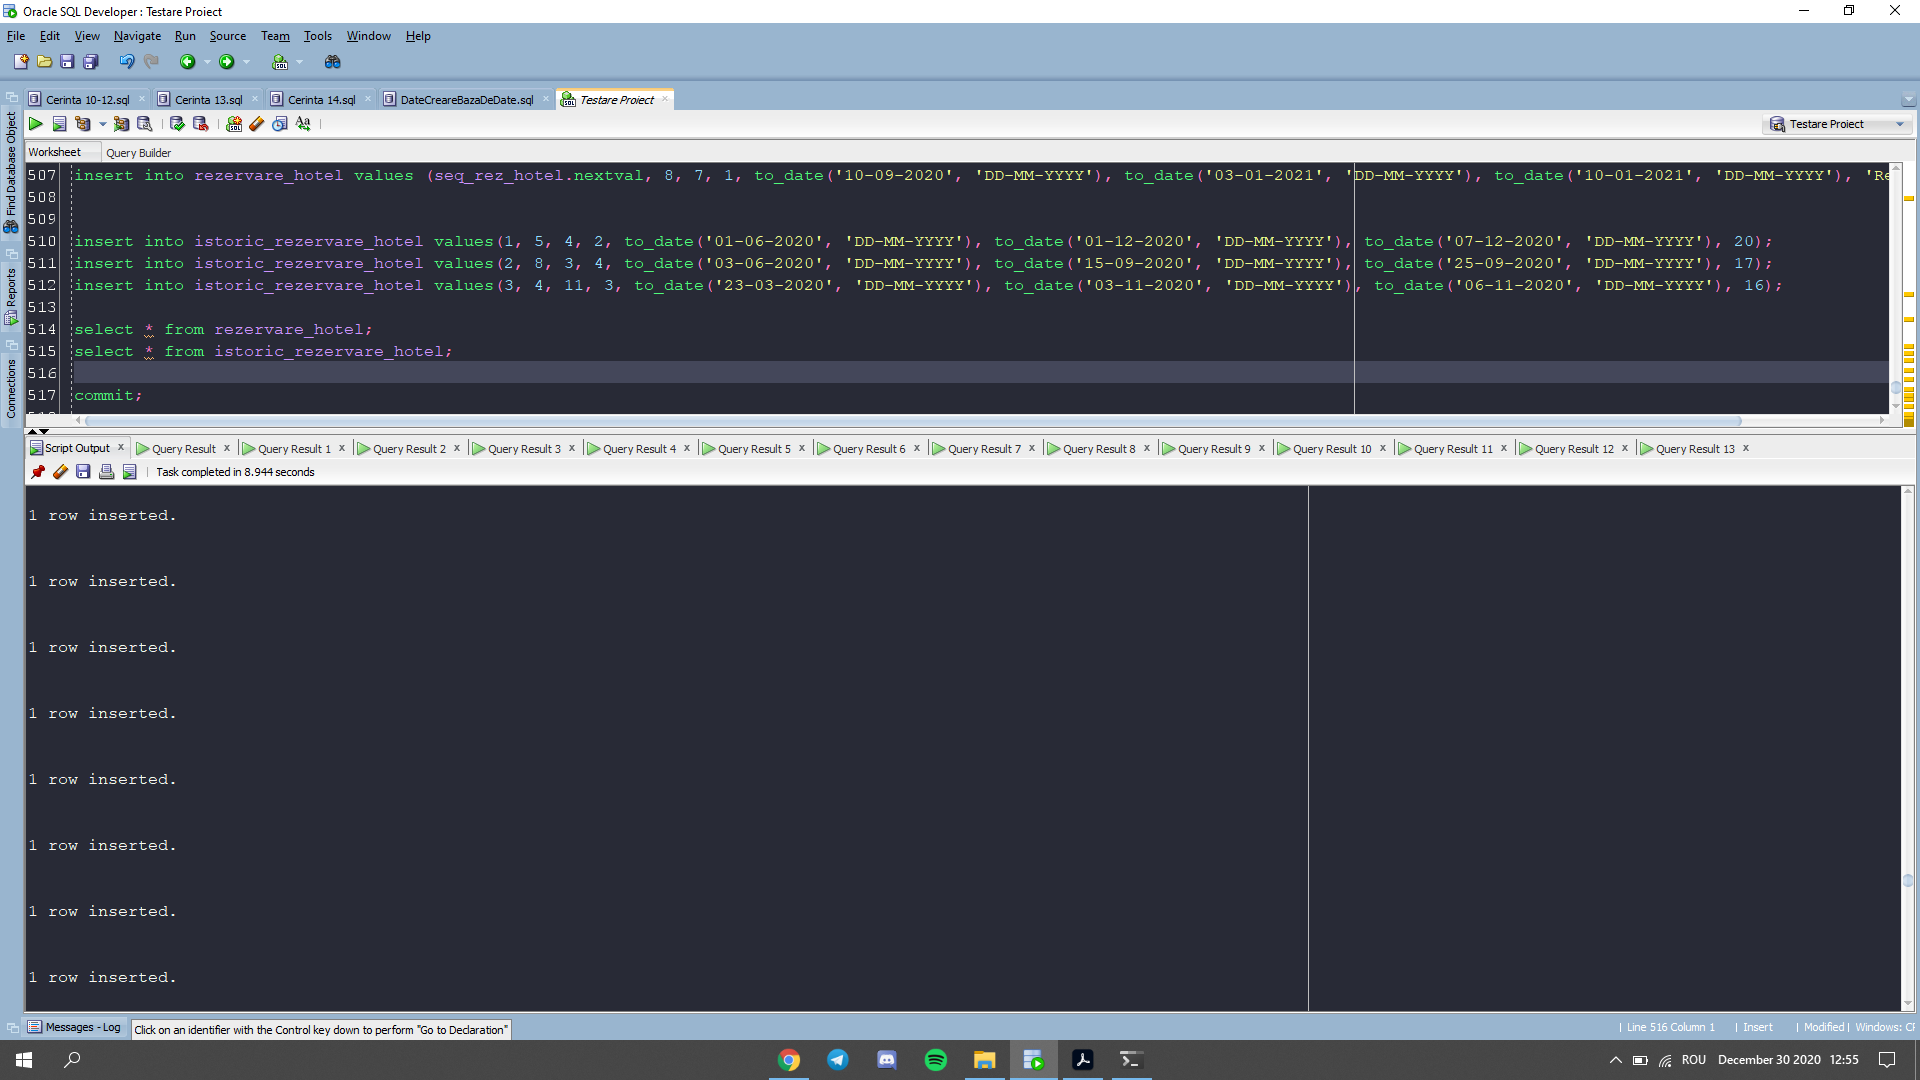 Oracle SQL Developer : Testare Proiect
File Edit View Navigate Run Source Team Tools Window Help
Cerinta 10-12.sql Cerinta 13.sql Cerinta 14.sql DateCreareBazaDeDate.sql Testare Proiect
Testare Proiect
Worksheet Query Builder
Find Database Object
Reports
Connections
507 insert into rezervare_hotel values (seq_rez_hotel.nextval, 8, 7, 1, to_date('10-09-2020', 'DD-MM-YYYY'), to_date('03-01-2021', 'DD-MM-YYYY'), to_date('10-01-2021', 'DD-MM-YYYY'), 'Re
508
509
510 insert into istoric_rezervare_hotel values(1, 5, 4, 2, to_date('01-06-2020', 'DD-MM-YYYY'), to_date('01-12-2020', 'DD-MM-YYYY'), to_date('07-12-2020', 'DD-MM-YYYY'), 20);
511 insert into istoric_rezervare_hotel values(2, 8, 3, 4, to_date('03-06-2020', 'DD-MM-YYYY'), to_date('15-09-2020', 'DD-MM-YYYY'), to_date('25-09-2020', 'DD-MM-YYYY'), 17);
512 insert into istoric_rezervare_hotel values(3, 4, 11, 3, to_date('23-03-2020', 'DD-MM-YYYY'), to_date('03-11-2020', 'DD-MM-YYYY'), to_date('06-11-2020', 'DD-MM-YYYY'), 16);
513
514 select * from rezervare_hotel;
515 select * from istoric_rezervare_hotel;
516
517 commit;
Script Output Query Result Query Result 1 Query Result 2 Query Result 3 Query Result 4 Query Result 5 Query Result 6 Query Result 7 Query Result 8 Query Result 9 Query Result 10 Query Result 11 Query Result 12 Query Result 13
Task completed in 8.944 seconds
1 row inserted.
1 row inserted.
1 row inserted.
1 row inserted.
1 row inserted.
1 row inserted.
1 row inserted.
1 row inserted.
Messages - Log Click on an identifier with the Control key down to perform "Go to Declaration" Line 516 Column 1 Insert Modified Windows:
ROU December 30 2020 12:55